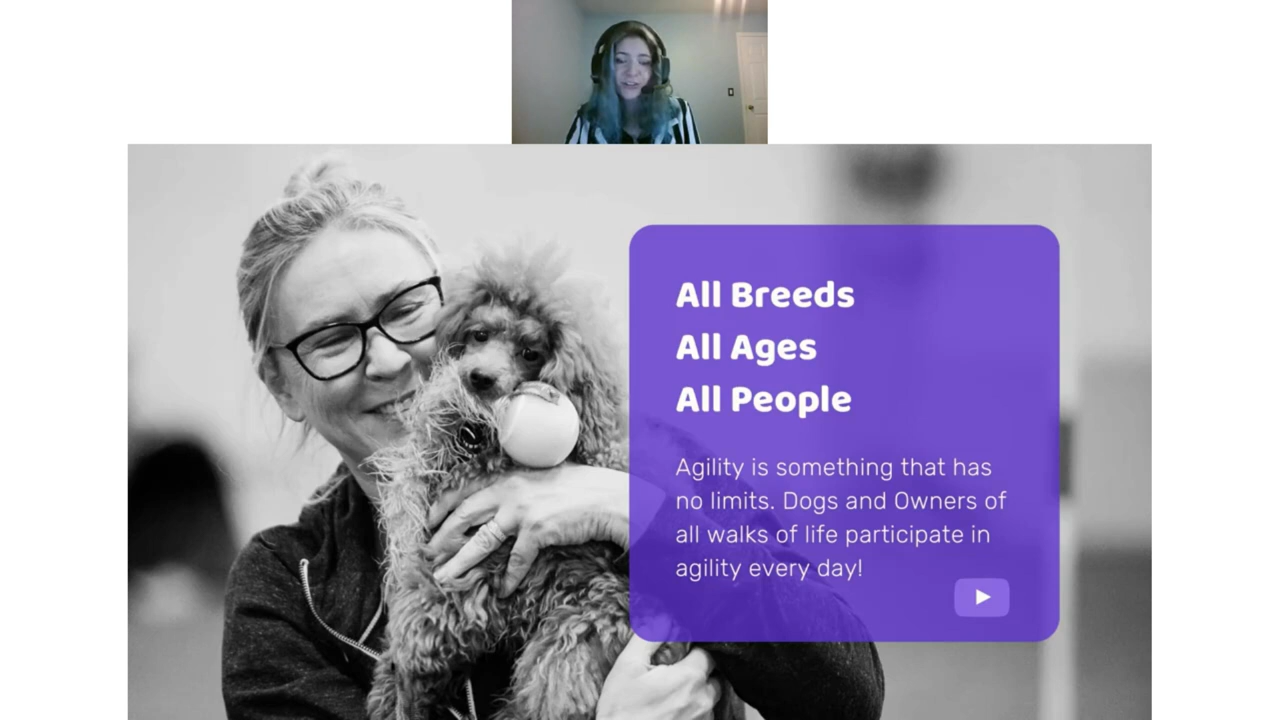 All Breeds
All Ages
All People
Agility is something that has
no limits. Dogs and Owners of
all walks of life participate in
agility every day!